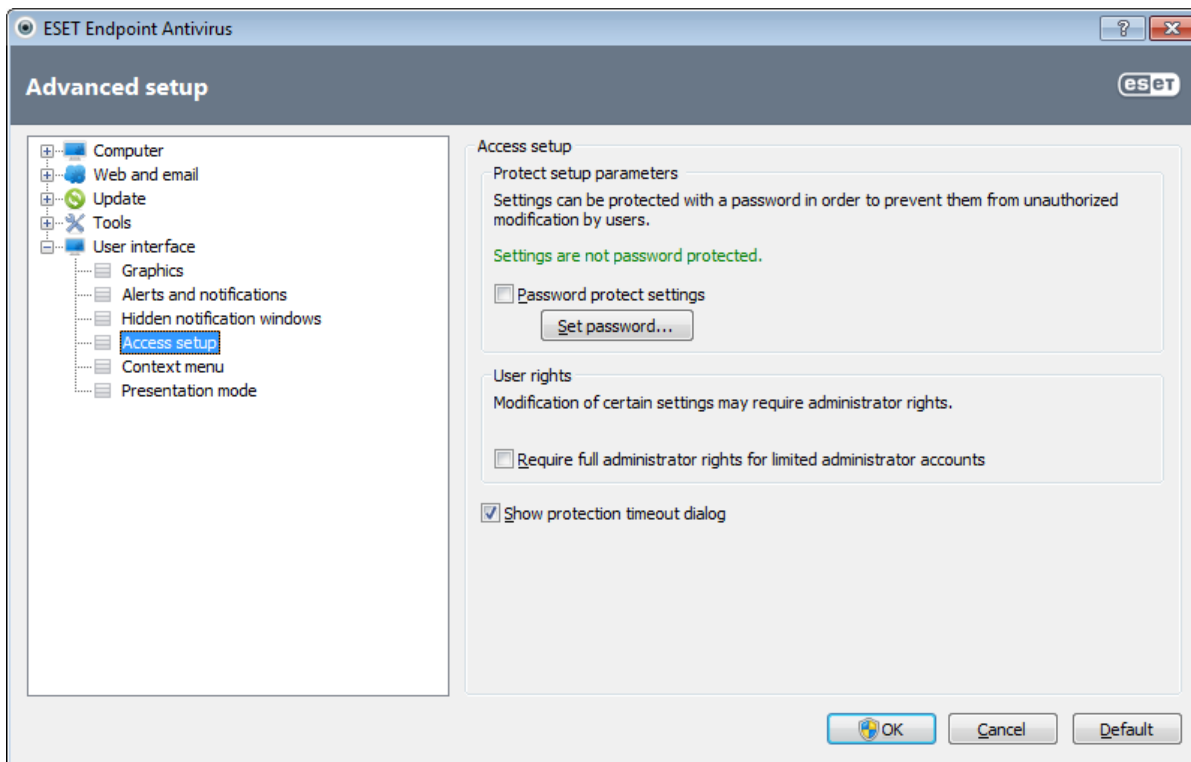 ESET Endpoint Antivirus
Advanced setup
eseT
Computer
Web and email
Update
Tools
User interface
Graphics
Alerts and notifications
Hidden notification windows
Access setup
Context menu
Presentation mode
Access setup
Protect setup parameters
Settings can be protected with a password in order to prevent them from unauthorized
modification by users.
Settings are not password protected.
Password protect settings
Set password...
User rights
Modification of certain settings may require administrator rights.
Require full administrator rights for limited administrator accounts
Show protection timeout dialog
OK
Cancel
Default